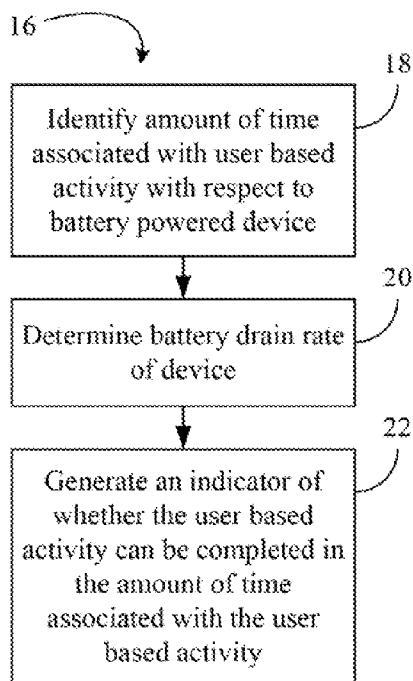 16
18
Identify amount of time
associated with user based
activity with respect to
battery powered device
20
Determine battery drain rate
of device
22
Generate an indicator of
whether the user based
activity can be completed in
the amount of time
associated with the user
based activity